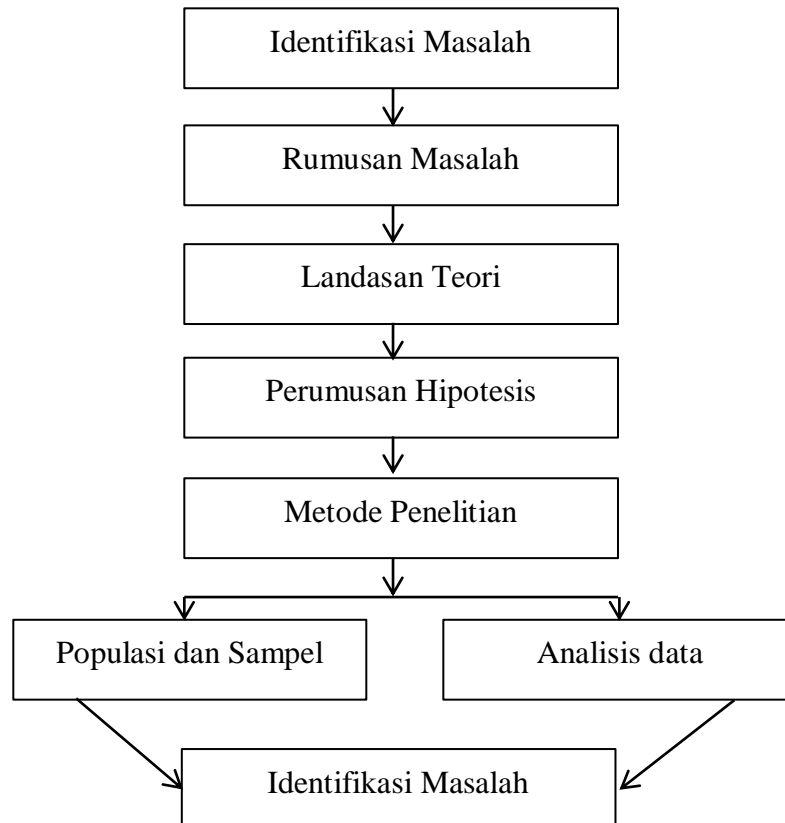 Identifikasi Masalah
Rumusan Masalah
Landasan Teori
Perumusan Hipotesis
Metode Penelitian
Populasi dan Sampel
Analisis data
Identifikasi Masalah